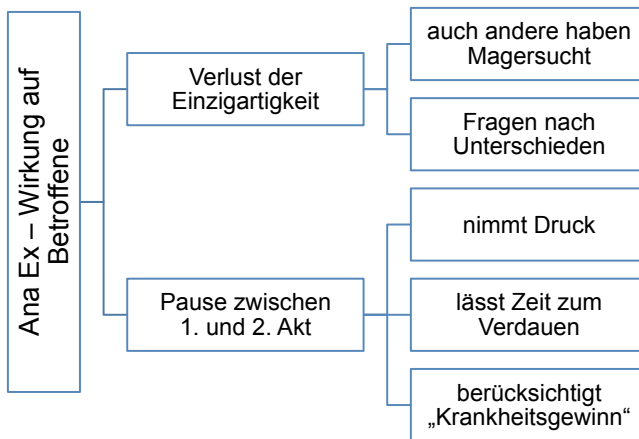 Ana Ex – Wirkung auf
Betroffene
Verlust der
Einzigartigkeit
auch andere haben
Magersucht
Fragen nach
Unterschieden
Pause zwischen
1. und 2. Akt
nimmt Druck
lässt Zeit zum
Verdauen
berücksichtigt
„Krankheitsgewinn“